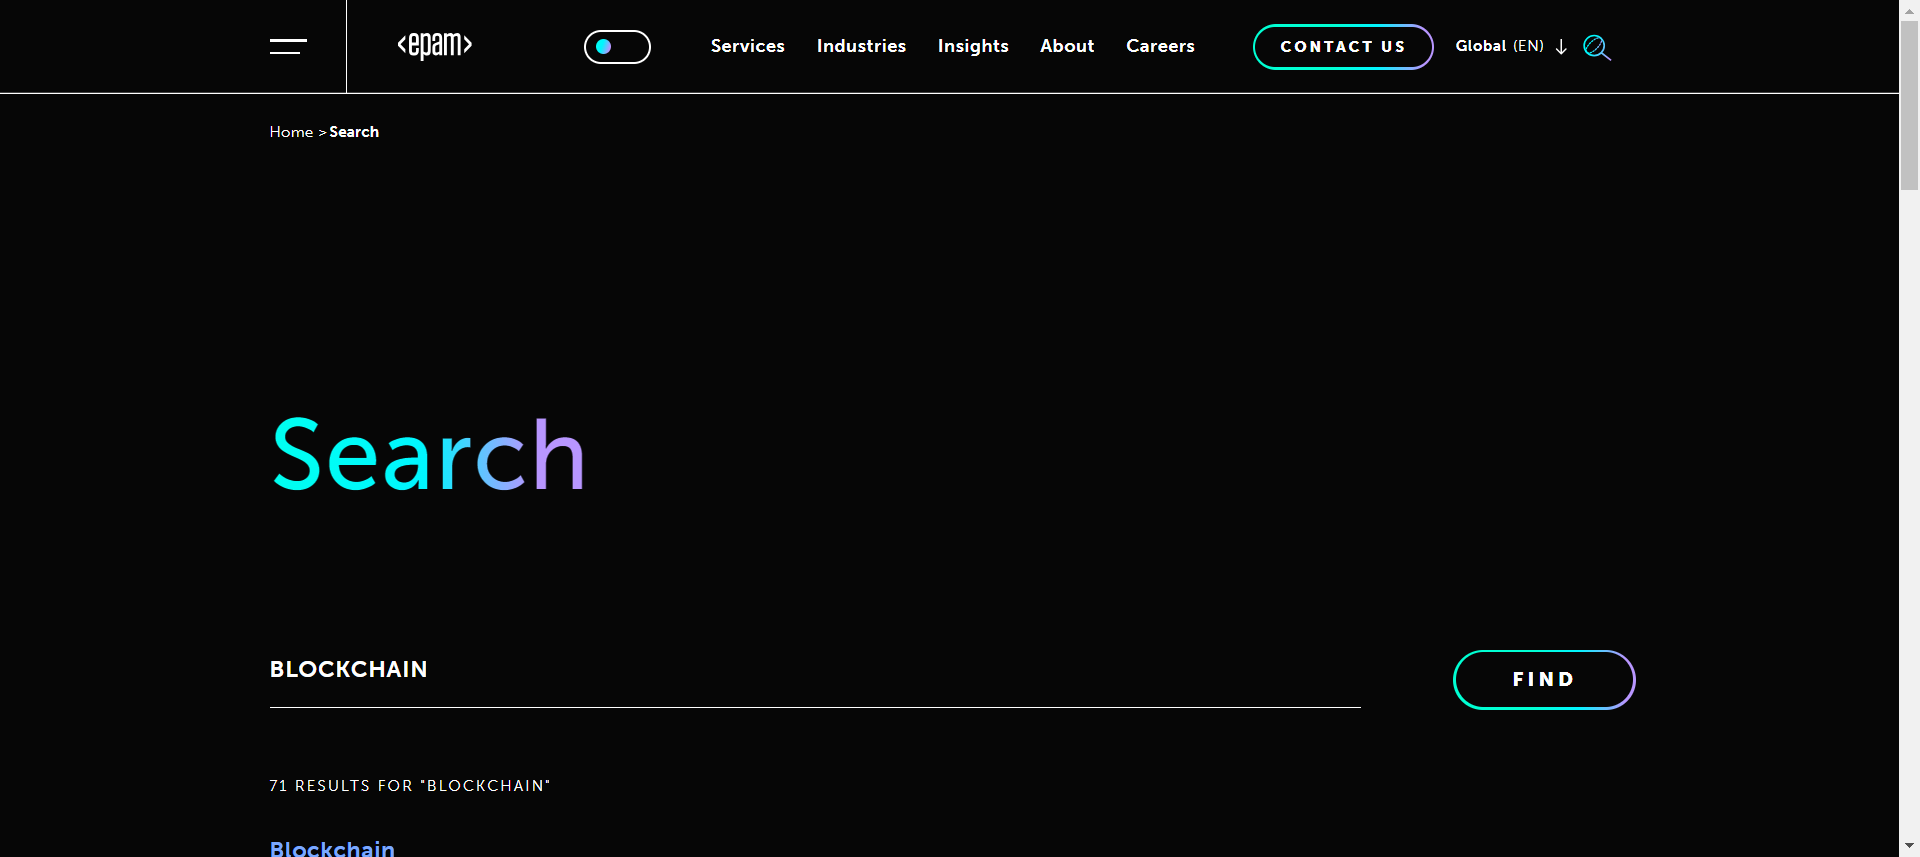 <epam>
Services Industries Insights About Careers CONTACT US Global (EN)
Home > Search
Search
BLOCKCHAIN
FIND
71 RESULTS FOR "BLOCKCHAIN"
Blockchain